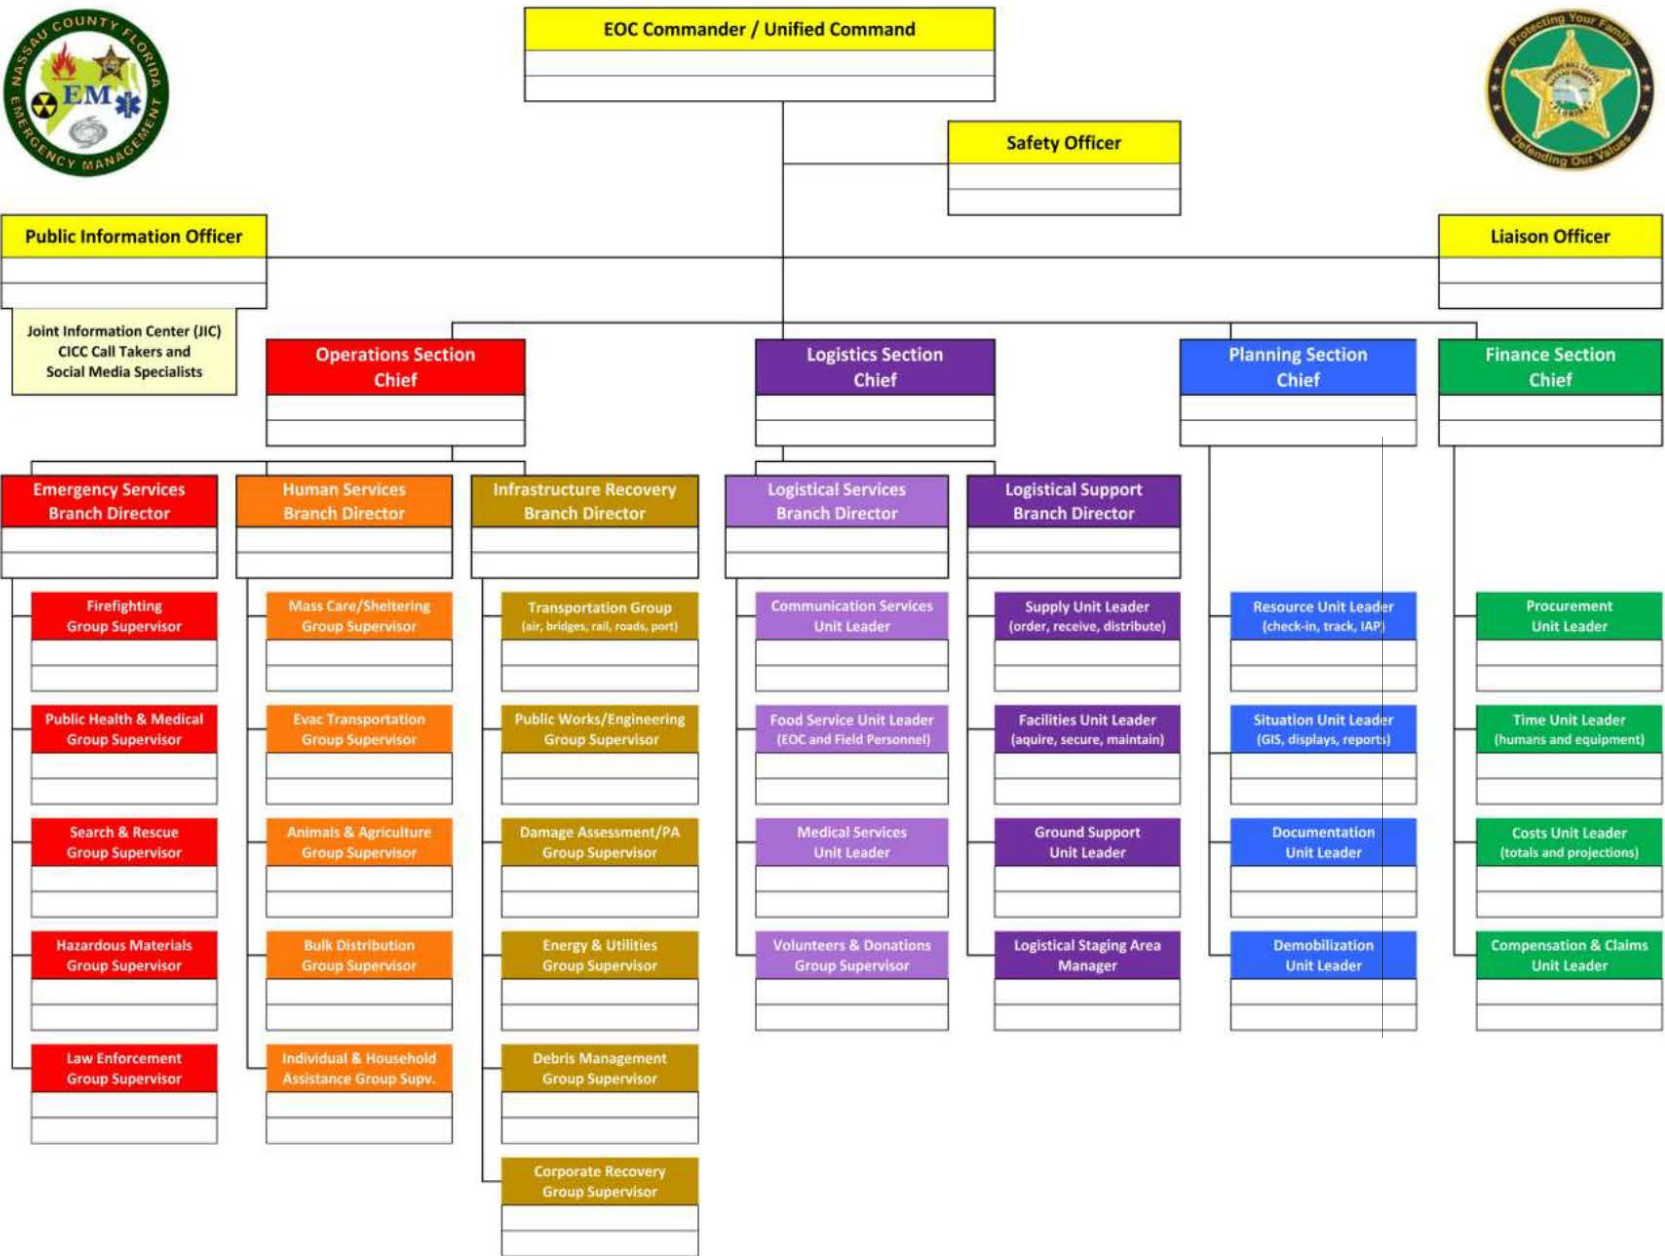 NASSAU COUNTY FLORIDA
EMERGENCY MANAGEMENT
EM
EOC Commander / Unified Command
Protecting Your Family
Defending Our Values
Safety Officer
Public Information Officer
Liaison Officer
Joint Information Center (JIC)
CICC Call Takers and
Social Media Specialists
Operations Section
Chief
Logistics Section
Chief
Planning Section
Chief
Finance Section
Chief
Emergency Services
Branch Director
Human Services
Branch Director
Infrastructure Recovery
Branch Director
Logistical Services
Branch Director
Logistical Support
Branch Director
Firefighting
Group Supervisor
Mass Care/Sheltering
Group Supervisor
Transportation Group
(air, bridges, rail, roads, port)
Communication Services
Unit Leader
Supply Unit Leader
(order, receive, distribute)
Resource Unit Leader
(check-in, track, IAP)
Procurement
Unit Leader
Public Health & Medical
Group Supervisor
Evac Transportation
Group Supervisor
Public Works/Engineering
Group Supervisor
Food Service Unit Leader
(EOC and Field Personnel)
Facilities Unit Leader
(aquire, secure, maintain)
Situation Unit Leader
(GIS, displays, reports)
Time Unit Leader
(humans and equipment)
Search & Rescue
Group Supervisor
Animals & Agriculture
Group Supervisor
Damage Assessment/PA
Group Supervisor
Medical Services
Unit Leader
Ground Support
Unit Leader
Documentation
Unit Leader
Costs Unit Leader
(totals and projections)
Hazardous Materials
Group Supervisor
Bulk Distribution
Group Supervisor
Energy & Utilities
Group Supervisor
Volunteers & Donations
Group Supervisor
Logistical Staging Area
Manager
Demobilization
Unit Leader
Compensation & Claims
Unit Leader
Law Enforcement
Group Supervisor
Individual & Household
Assistance Group Supv.
Debris Management
Group Supervisor
Corporate Recovery
Group Supervisor